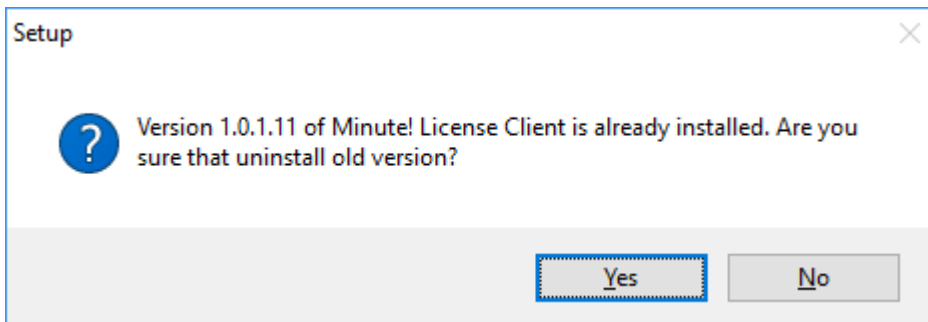 Setup
Version 1.0.1.11 of Minute! License Client is already installed. Are you
sure that uninstall old version?
Yes
No